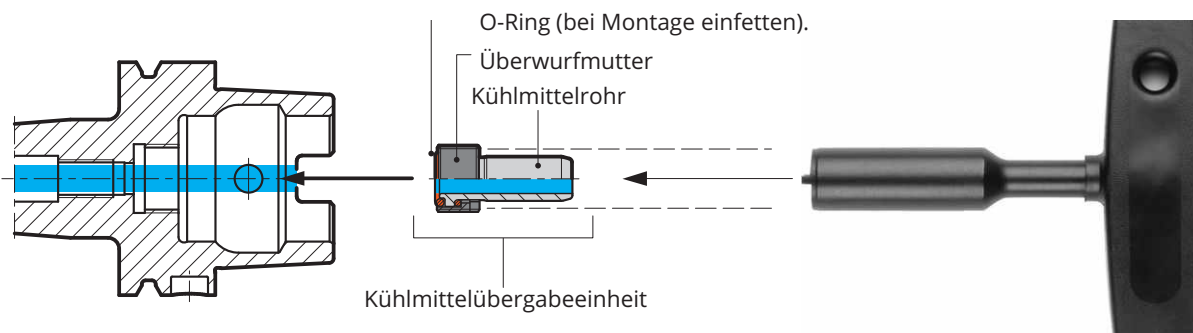 O-Ring (bei Montage einfetten).
Überwurfmutter
Kühlmittelrohr
Kühlmittelübergabeeinheit